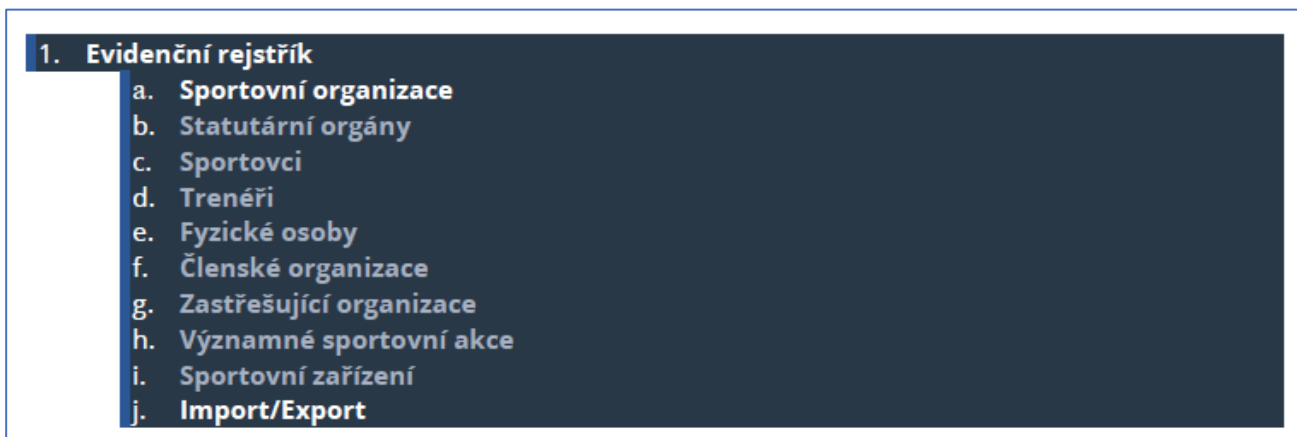 1. Evidenční rejstřík
a. Sportovní organizace
b. Statutární orgány
c. Sportovci
d. Trenéři
e. Fyzické osoby
f. Členské organizace
g. Zastřešující organizace
h. Významné sportovní akce
i. Sportovní zařízení
j. Import/Export